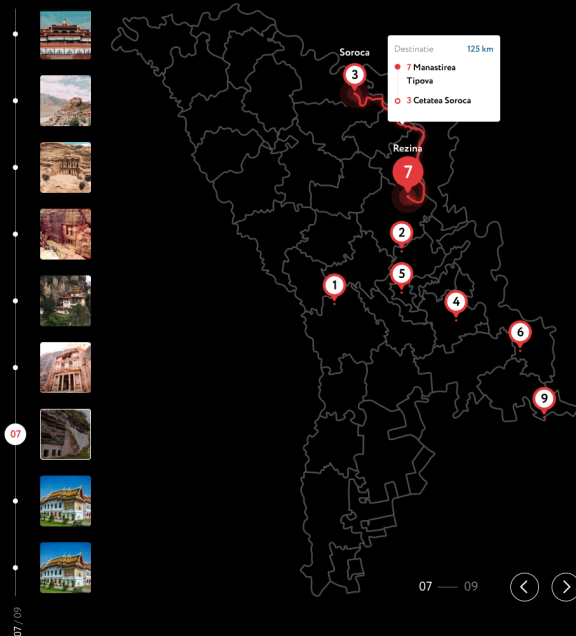 Soroca
3
Destinatie 125 km
7 Manastirea
Tipova
3 Cetatea Soroca
Rezina
7
2
5
1
4
6
9
07
07 — 09
07 / 09